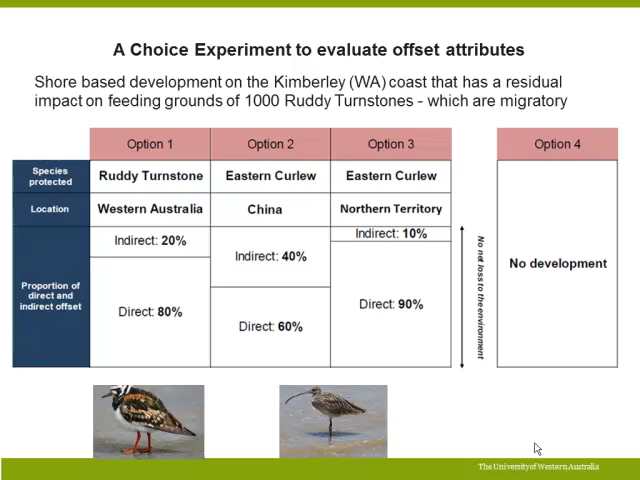 A Choice Experiment to evaluate offset attributes
Shore based development on the Kimberley (WA) coast that has a residual
impact on feeding grounds of 1000 Ruddy Turnstones - which are migratory
Option 1
Option 2
Option 3
Option 4
Species
protected
Ruddy Turnstone
Eastern Curlew
Eastern Curlew
Location
Western Australia
China
Northern Territory
Proportion of
direct and
indirect offset
Indirect: 20%
Direct: 80%
Indirect: 40%
Direct: 60%
Indirect: 10%
Direct: 90%
No net loss to the environment
No development
The University of Western Australia